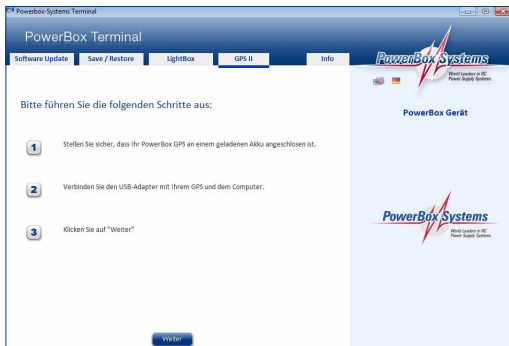 Powerbox-Systems Terminal
PowerBox Terminal
Software Update Save / Restore LightBox GPS II Info
PowerBox Systems
World Leaders in RC
Power Supply Systems
Bitte führen Sie die folgenden Schritte aus:
PowerBox Gerät
1 Stellen Sie sicher, dass Ihr PowerBox GPS an einem geladenen Akku angeschlosen ist.
2 Verbinden Sie den USB-Adapter mit Ihrem GPS und dem Computer.
3 Klicken Sie auf "Weiter"
PowerBox Systems
World Leaders in RC
Power Supply Systems
Weiter